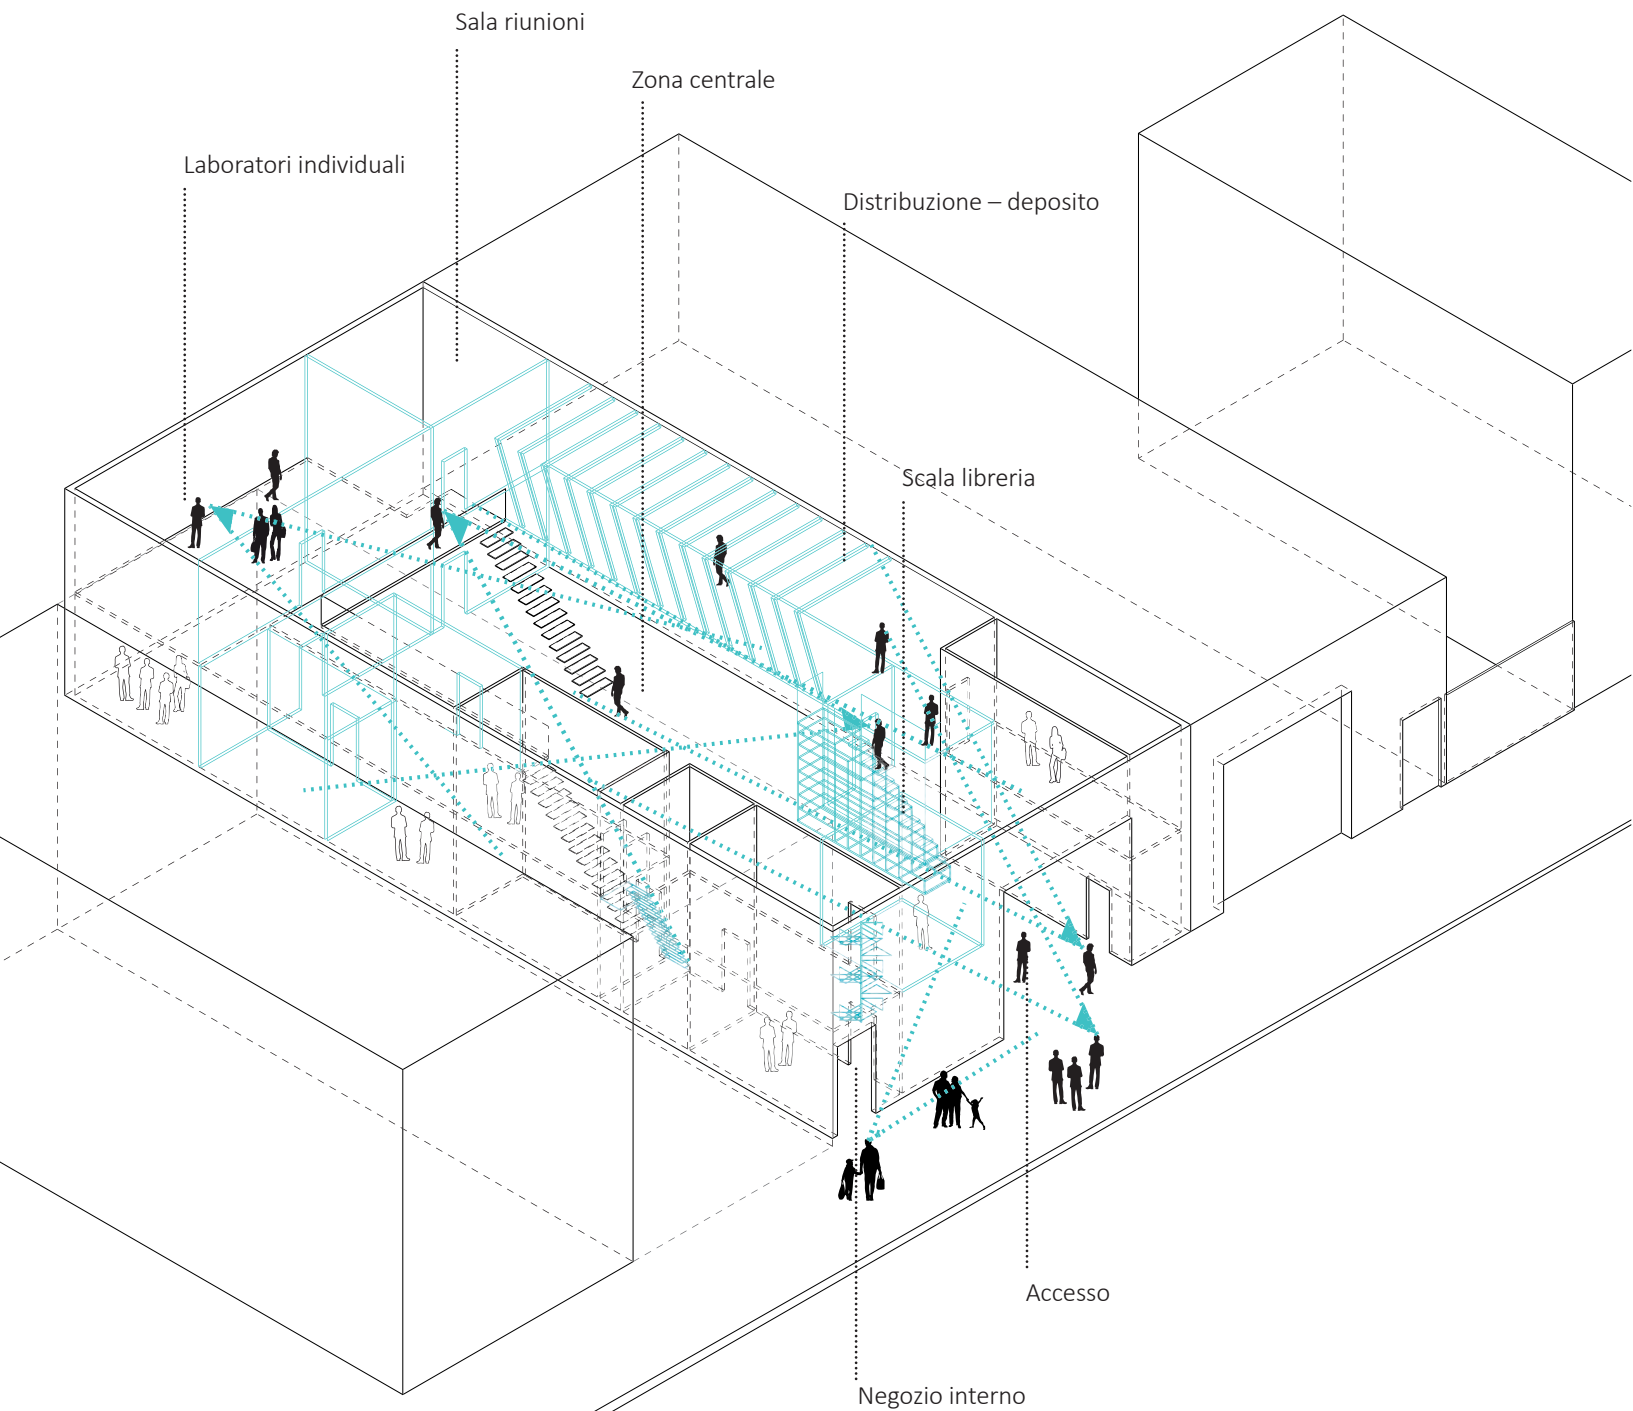 Sala riunioni
Zona centrale
Laboratori individuali
Distribuzione – deposito
Scala libreria
Accesso
Negozio interno